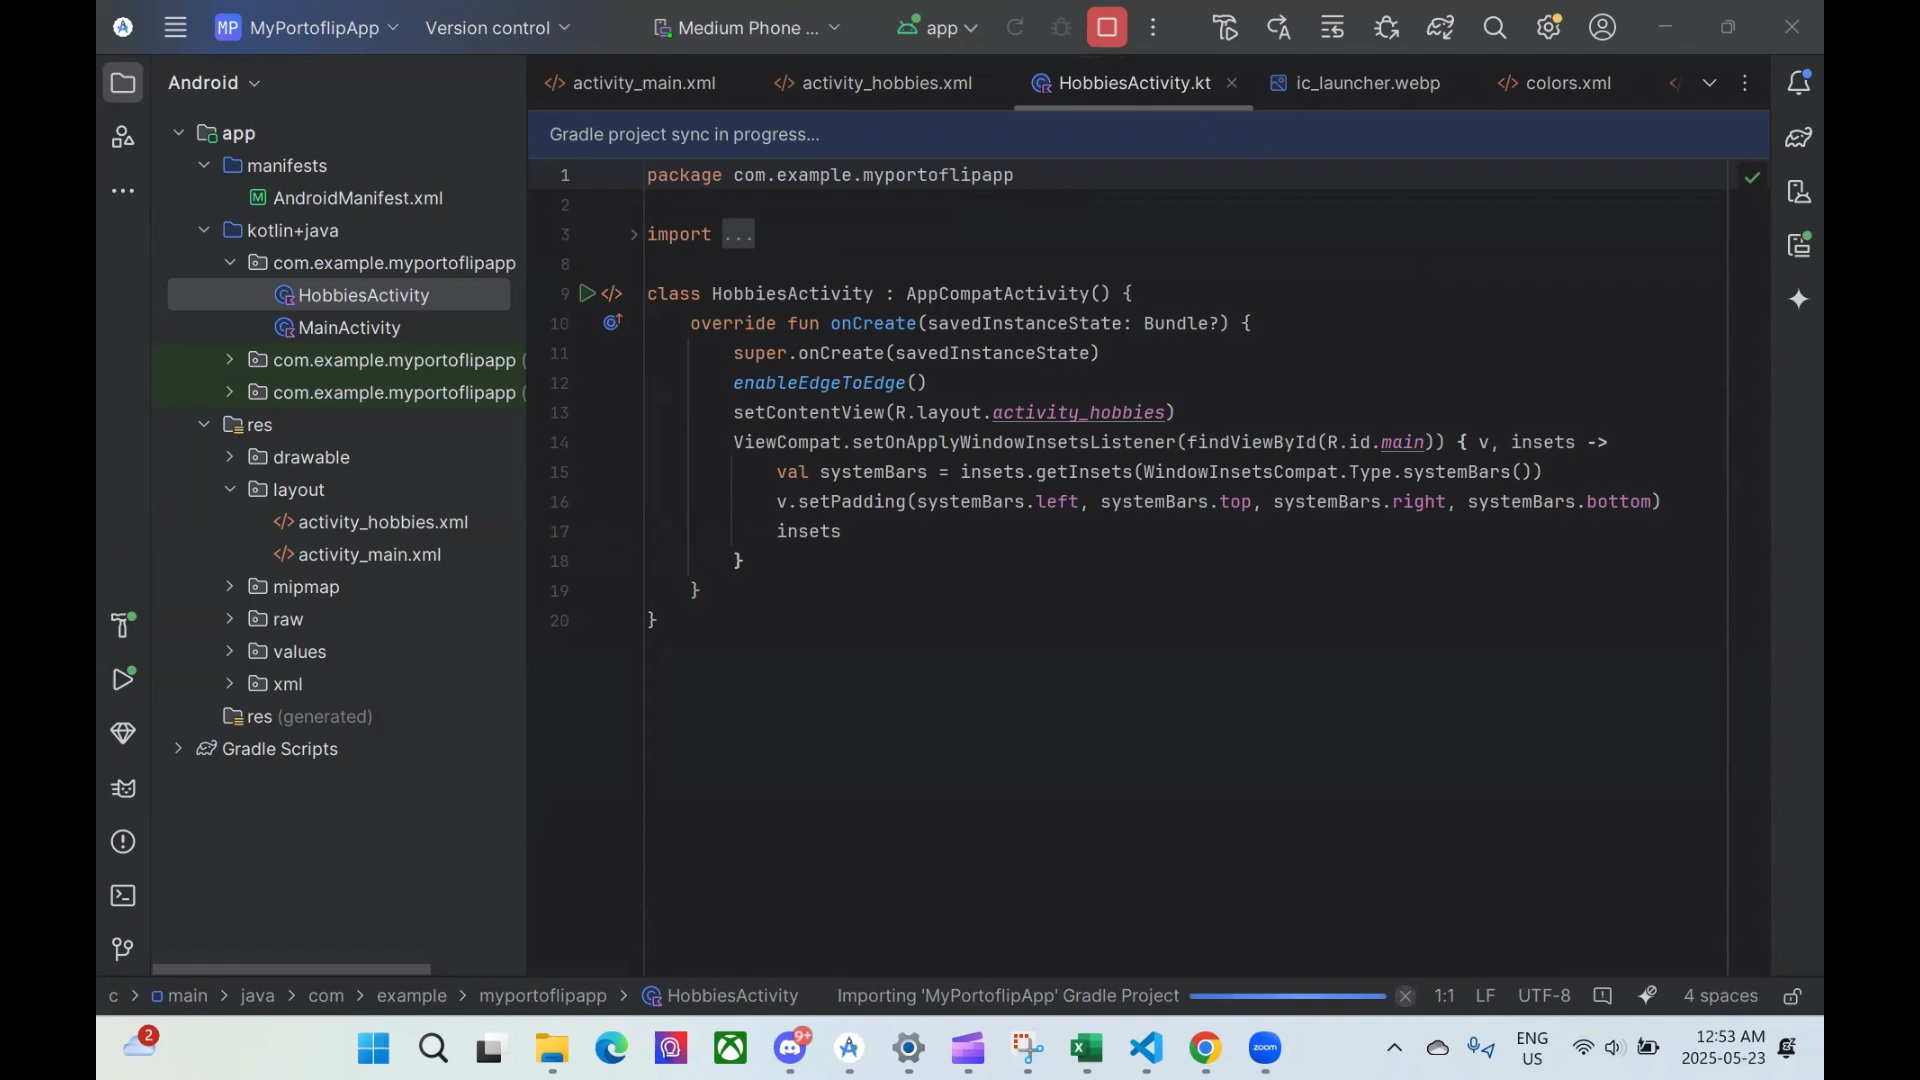 MP MyPortoflipApp Version control Medium Phone ... app
Android
activity_main.xml activity_hobbies.xml HobbiesActivity.kt ic_launcher.webp colors.xml
Gradle project sync in progress...
app
manifests
AndroidManifest.xml
kotlin+java
com.example.myportoflipapp
HobbiesActivity
MainActivity
com.example.myportoflipapp (
com.example.myportoflipapp (
res
drawable
layout
activity_hobbies.xml
activity_main.xml
mipmap
raw
values
xml
res (generated)
Gradle Scripts
1 package com.example.myportoflipapp
2
3 import ...
8
9 class HobbiesActivity : AppCompatActivity() {
10 override fun onCreate(savedInstanceState: Bundle?) {
11 super.onCreate(savedInstanceState)
12 enableEdgeToEdge()
13 setContentView(R.layout.activity_hobbies)
14 ViewCompat.setOnApplyWindowInsetsListener(findViewById(R.id.main)) { v, insets ->
15 val systemBars = insets.getInsets(WindowInsetsCompat.Type.systemBars())
16 v.setPadding(systemBars.left, systemBars.top, systemBars.right, systemBars.bottom)
17 insets
18 }
19 }
20 }
c > main > java > com > example > myportoflipapp > HobbiesActivity Importing 'MyPortoflipApp' Gradle Project 1:1 LF UTF-8 4 spaces
2 9+ zoom ENG
US
12:53 AM
2025-05-23